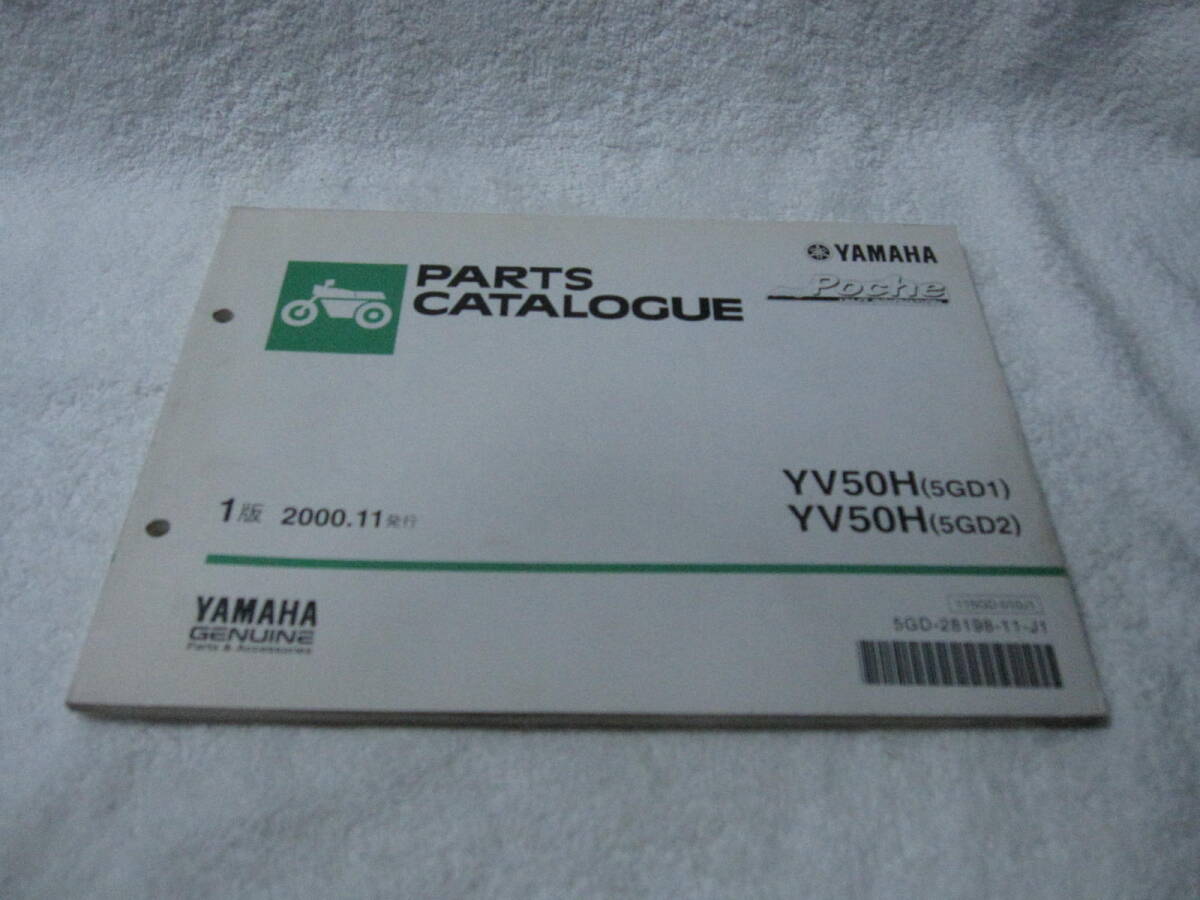 YAMAHA
Poche
PARTS
CATALOGUE
YV50H(5GD1)
YV50H(5GD2)
1版 2000.11発行
YAMAHA
GENUINE
Parts & Accessories
5GD-28198-11-J1